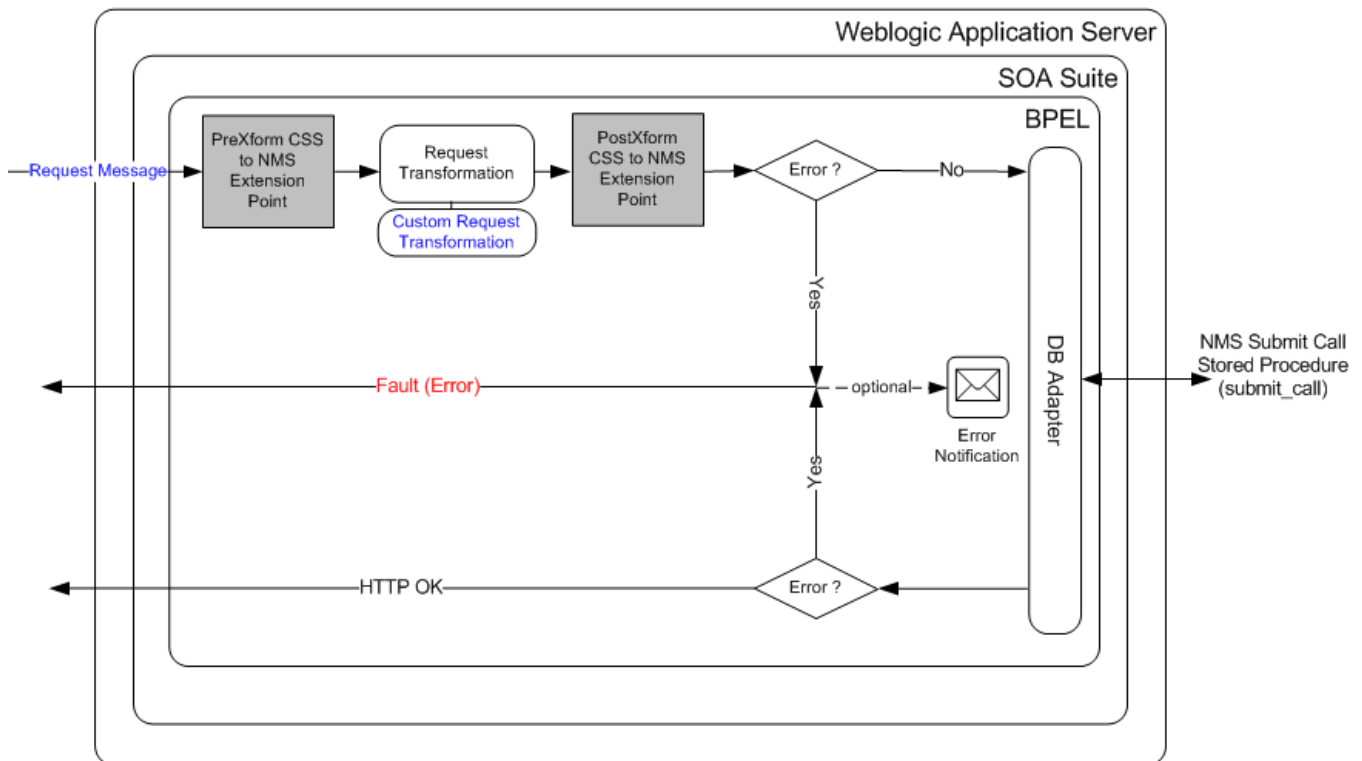 Weblogic Application Server
SOA Suite
BPEL
Request Message
PreXform CSS
to NMS
Extension
Point
Request
Transformation
Custom Request
Transformation
PostXform
CSS to NMS
Extension
Point
Error ?
No
Yes
Fault (Error)
optional
Error
Notification
DB Adapter
NMS Submit Call
Stored Procedure
(submit_call)
Yes
HTTP OK
Error ?